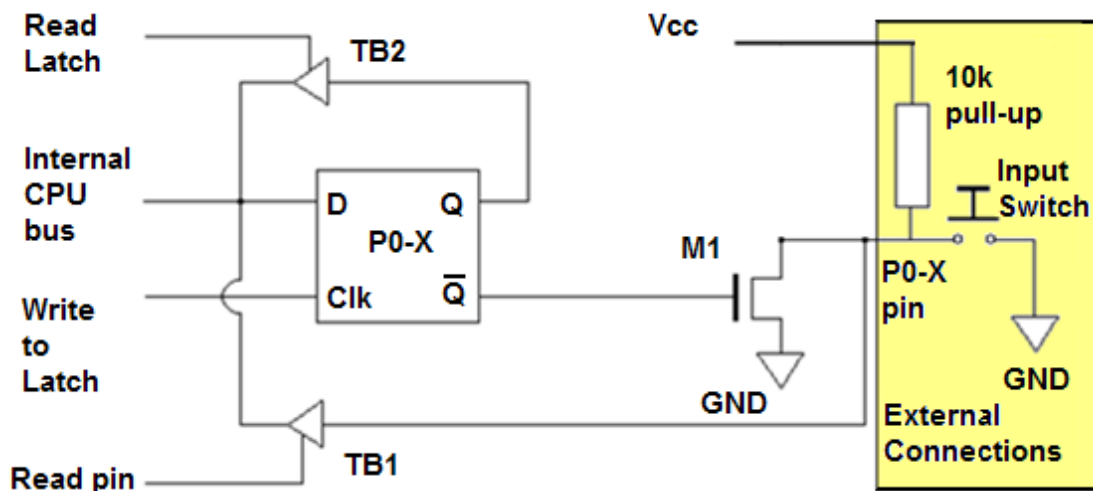 Read
Latch
TB2
Vcc
10k
pull-up
Internal
CPU
bus
D
Q
P0-X
Clk
Q̅
Input
Switch
M1
P0-X
pin
Write
to
Latch
GND
GND
External
Connections
TB1
Read pin